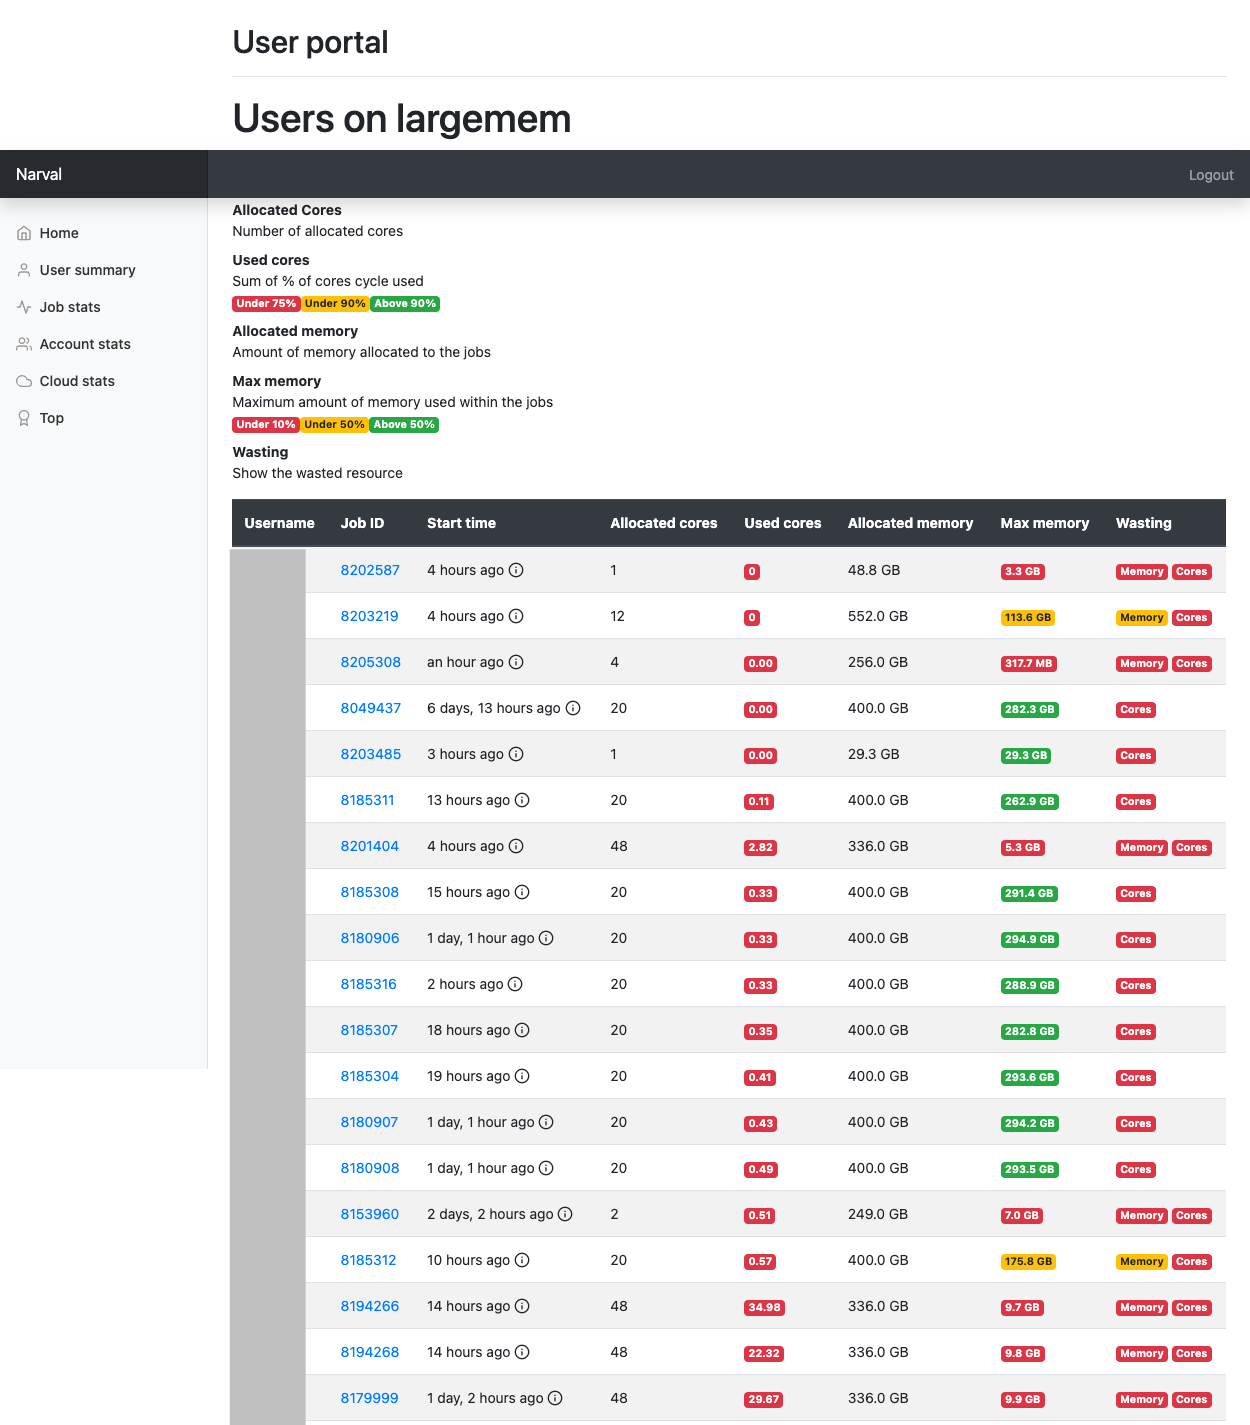 User portal
Users on largemem
Narval
Logout
Home
User summary
Job stats
Account stats
Cloud stats
Top
Allocated Cores
Number of allocated cores
Used cores
Sum of % of cores cycle used
Under 75% Under 90% Above 90%
Allocated memory
Amount of memory allocated to the jobs
Max memory
Maximum amount of memory used within the jobs
Under 10% Under 50% Above 50%
Wasting
Show the wasted resource
Username Job ID Start time Allocated cores Used cores Allocated memory Max memory Wasting
8202587 4 hours ago 1 0 48.8 GB 3.3 GB Memory Cores
8203219 4 hours ago 12 0 552.0 GB 113.6 GB Memory Cores
8205308 an hour ago 4 0.00 256.0 GB 317.7 MB Memory Cores
8049437 6 days, 13 hours ago 20 0.00 400.0 GB 282.3 GB Cores
8203485 3 hours ago 1 0.00 29.3 GB 29.3 GB Cores
8185311 13 hours ago 20 0.11 400.0 GB 262.9 GB Cores
8201404 4 hours ago 48 2.82 336.0 GB 5.3 GB Memory Cores
8185308 15 hours ago 20 0.33 400.0 GB 291.4 GB Cores
8180906 1 day, 1 hour ago 20 0.33 400.0 GB 294.9 GB Cores
8185316 2 hours ago 20 0.33 400.0 GB 288.9 GB Cores
8185307 18 hours ago 20 0.35 400.0 GB 282.8 GB Cores
8185304 19 hours ago 20 0.41 400.0 GB 293.6 GB Cores
8180907 1 day, 1 hour ago 20 0.43 400.0 GB 294.2 GB Cores
8180908 1 day, 1 hour ago 20 0.49 400.0 GB 293.5 GB Cores
8153960 2 days, 2 hours ago 2 0.51 249.0 GB 7.0 GB Memory Cores
8185312 10 hours ago 20 0.57 400.0 GB 175.8 GB Memory Cores
8194266 14 hours ago 48 34.98 336.0 GB 9.7 GB Memory Cores
8194268 14 hours ago 48 22.32 336.0 GB 9.8 GB Memory Cores
8179999 1 day, 2 hours ago 48 29.67 336.0 GB 9.9 GB Memory Cores